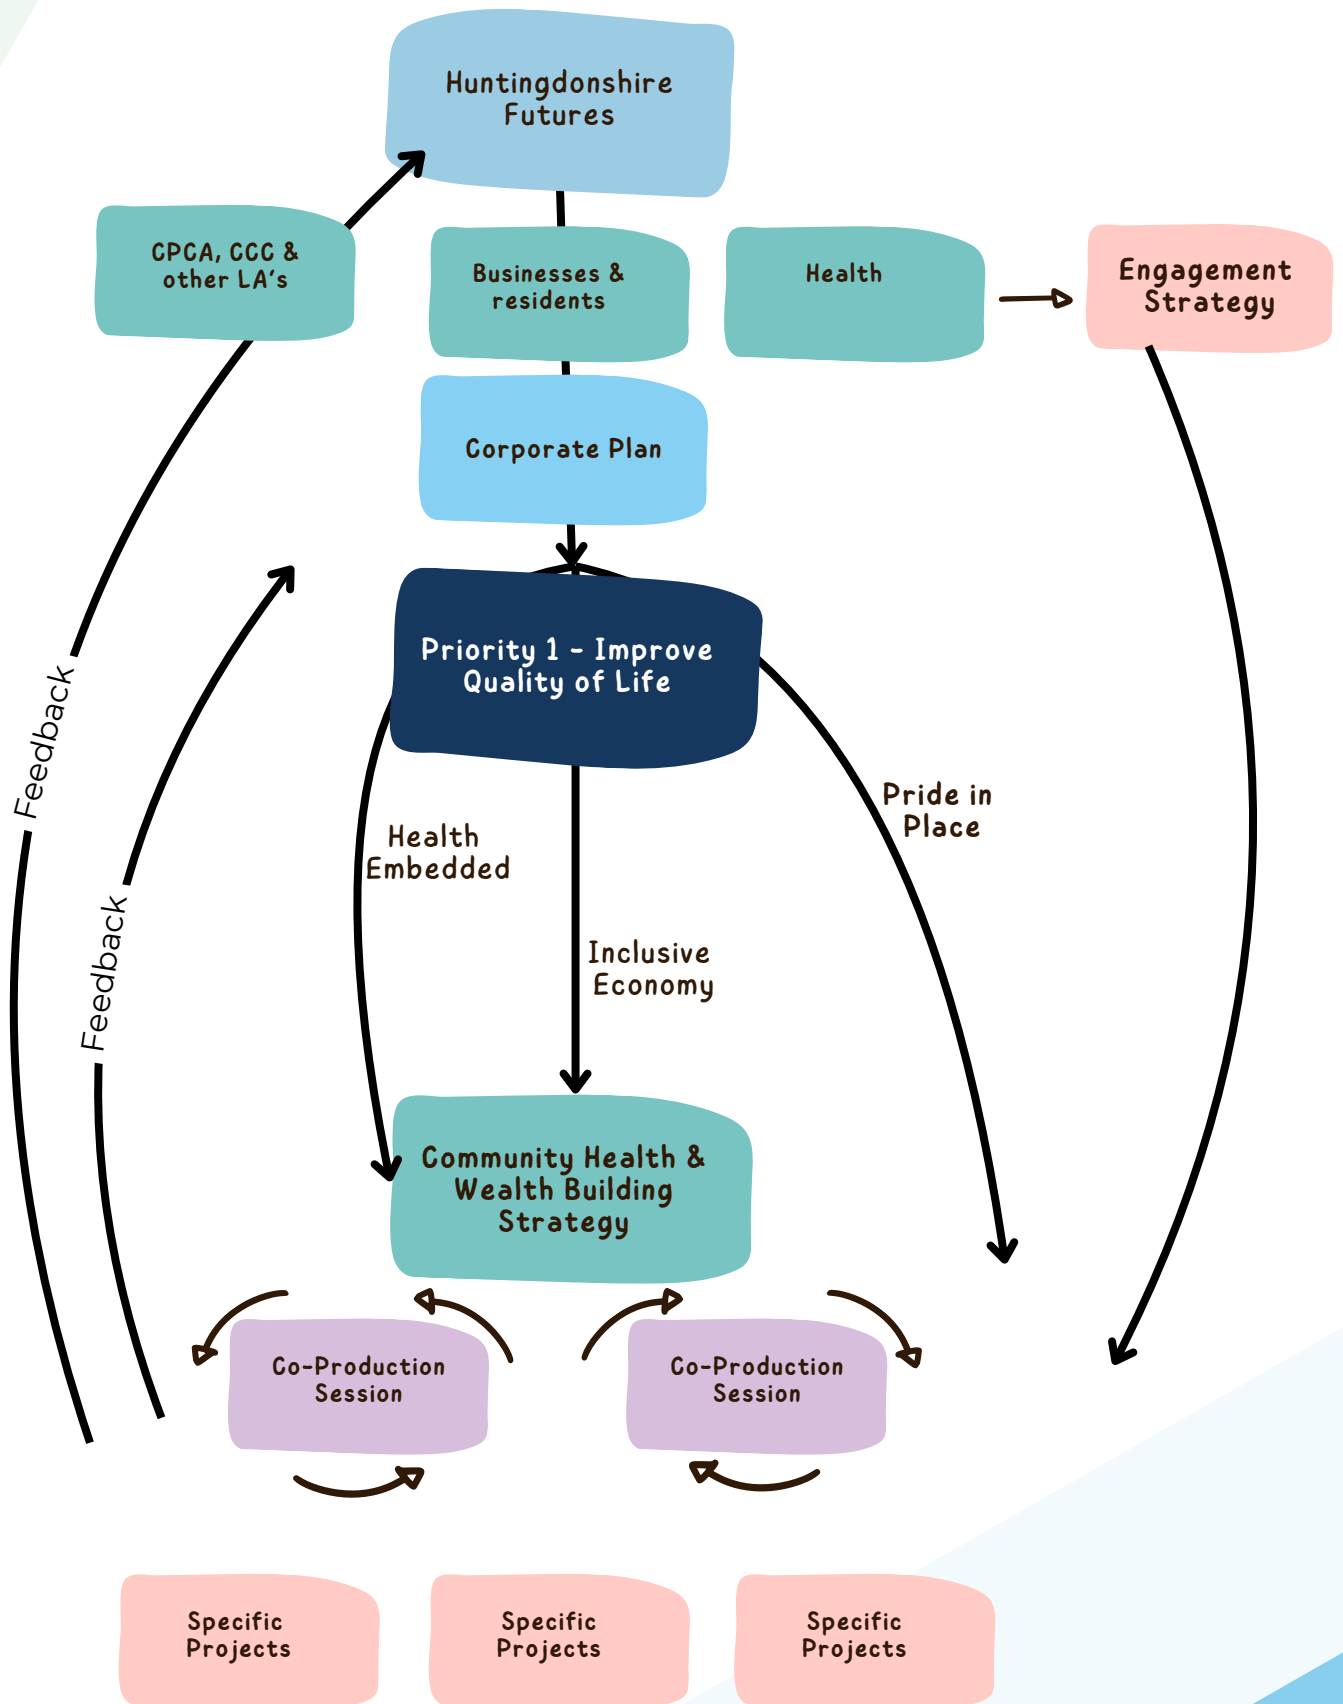 Huntingdonshire
Futures
CPCA, CCC &
other LA's
Businesses &
residents
Health
Engagement
Strategy
Corporate Plan
Priority 1 - Improve
Quality of Life
Feedback
Feedback
Health
Embedded
Pride in
Place
Inclusive
Economy
Community Health &
Wealth Building
Strategy
Co-Production
Session
Co-Production
Session
Specific
Projects
Specific
Projects
Specific
Projects